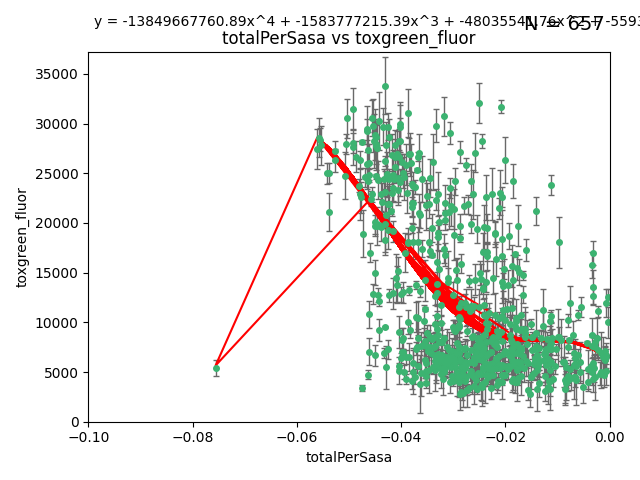 y = -13849667760.89x^4 + -1583777215.39x^3 +
N = 657
totalPerSasa vs toxgreen_fluor
35000
30000
25000
20000
15000
10000
5000
0
toxgreen_fluor
−0.10 −0.08 −0.06 −0.04 −0.02 0.00
totalPerSasa